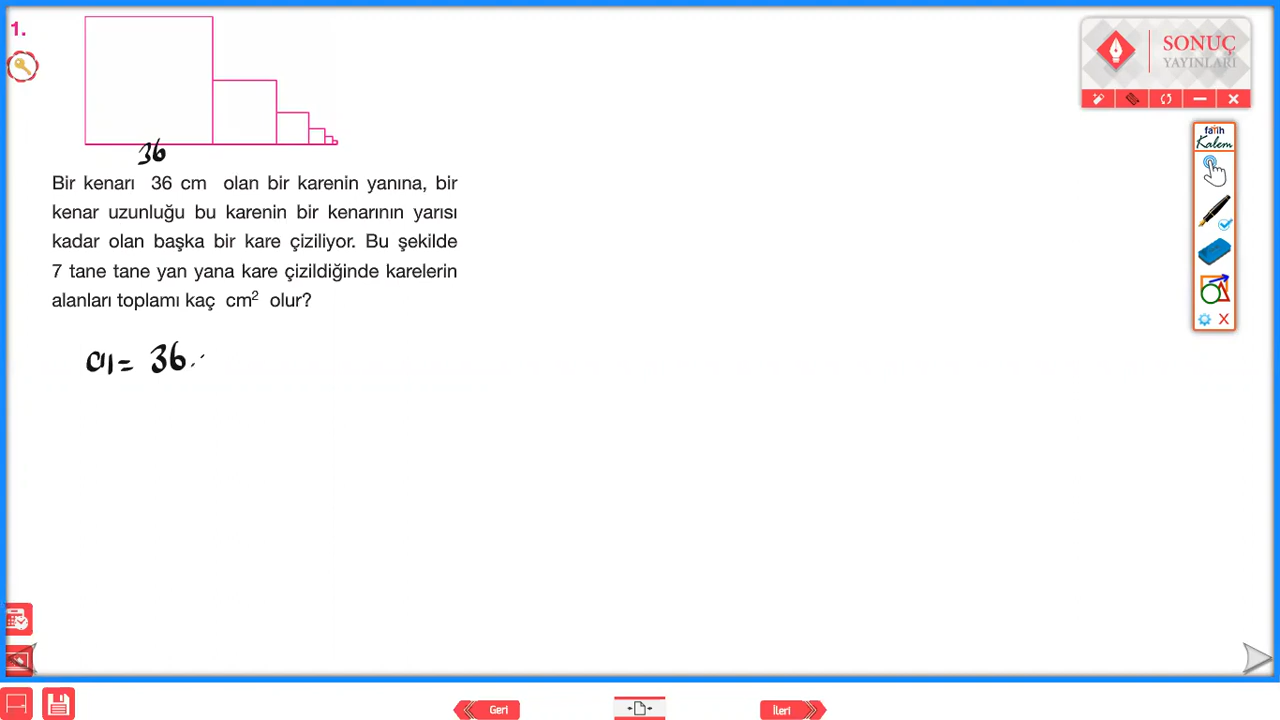 1.
36
Bir kenarı 36 cm olan bir karenin yanına, bir
kenar uzunluğu bu karenin bir kenarının yarısı
kadar olan başka bir kare çiziliyor. Bu şekilde
7 tane tane yan yana kare çizildiğinde karelerin
alanları toplamı kaç cm² olur?
a1 = 36 .
SONUÇ
YAYINLARI
fatih
Kalem
Geri
İleri